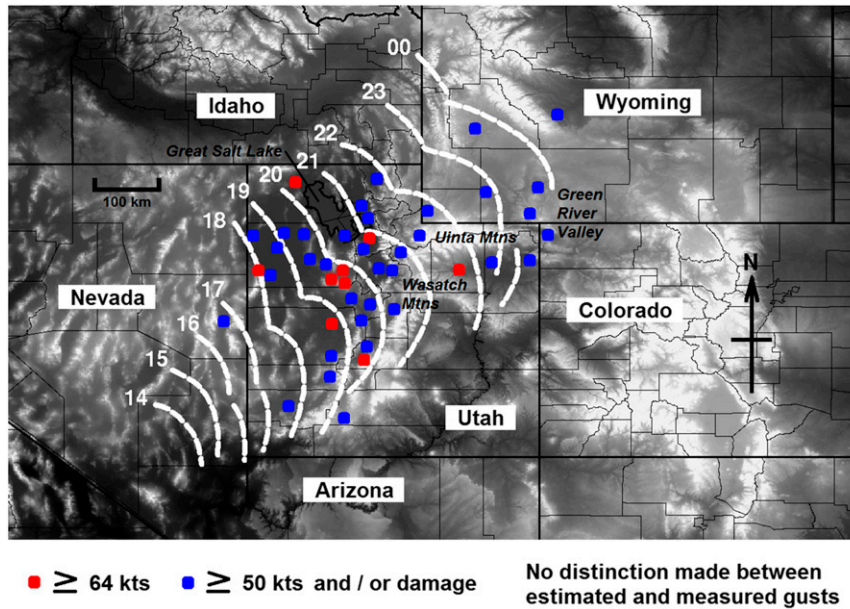 00
23
Wyoming
Idaho
22
Great Salt Lake
21
20
19
100 km
18
Green
River
Valley
Uinta Mtns
N
Nevada
17
Wasatch
Mtns
Colorado
16
15
14
Utah
Arizona
≥ 64 kts ≥ 50 kts and / or damage
No distinction made between
estimated and measured gusts